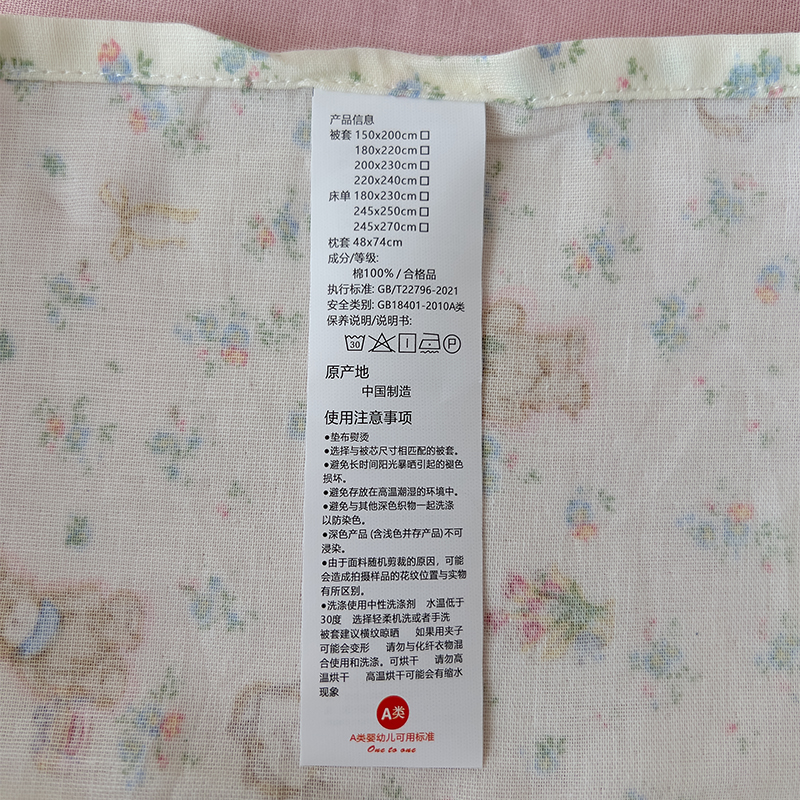 产品信息
被套 150x200cm□
180x220cm□
200x230cm□
220x240cm□
床单 180x230cm□
245x250cm□
245x270cm□
枕套 48x74cm
成分/等级:
棉100% / 合格品
执行标准: GB/T22796-2021
安全类别: GB18401-2010A类
保养说明/说明书:
30 P
原产地
中国制造
使用注意事项
●垫布熨烫
●选择与被芯尺寸相匹配的被套。
●避免长时间阳光暴晒引起的褪色
损坏。
●避免存放在高温潮湿的环境中。
●避免与其他深色织物一起洗涤
以防染色。
●深色产品 (含浅色并存产品)不可
浸染。
●由于面料随机剪裁的原因，可能
会造成拍摄样品的花纹位置与实物
有所区别。
●洗涤使用中性洗涤剂 水温低于
30度 选择轻柔机洗或者手洗
被套建议横纹晾晒 如果用夹子
可能会变形 请勿与化纤衣物混
合使用和洗涤。可烘干 请勿高
温烘干 高温烘干可能会有缩水
现象
A类
A类婴幼儿可用标准
One to one